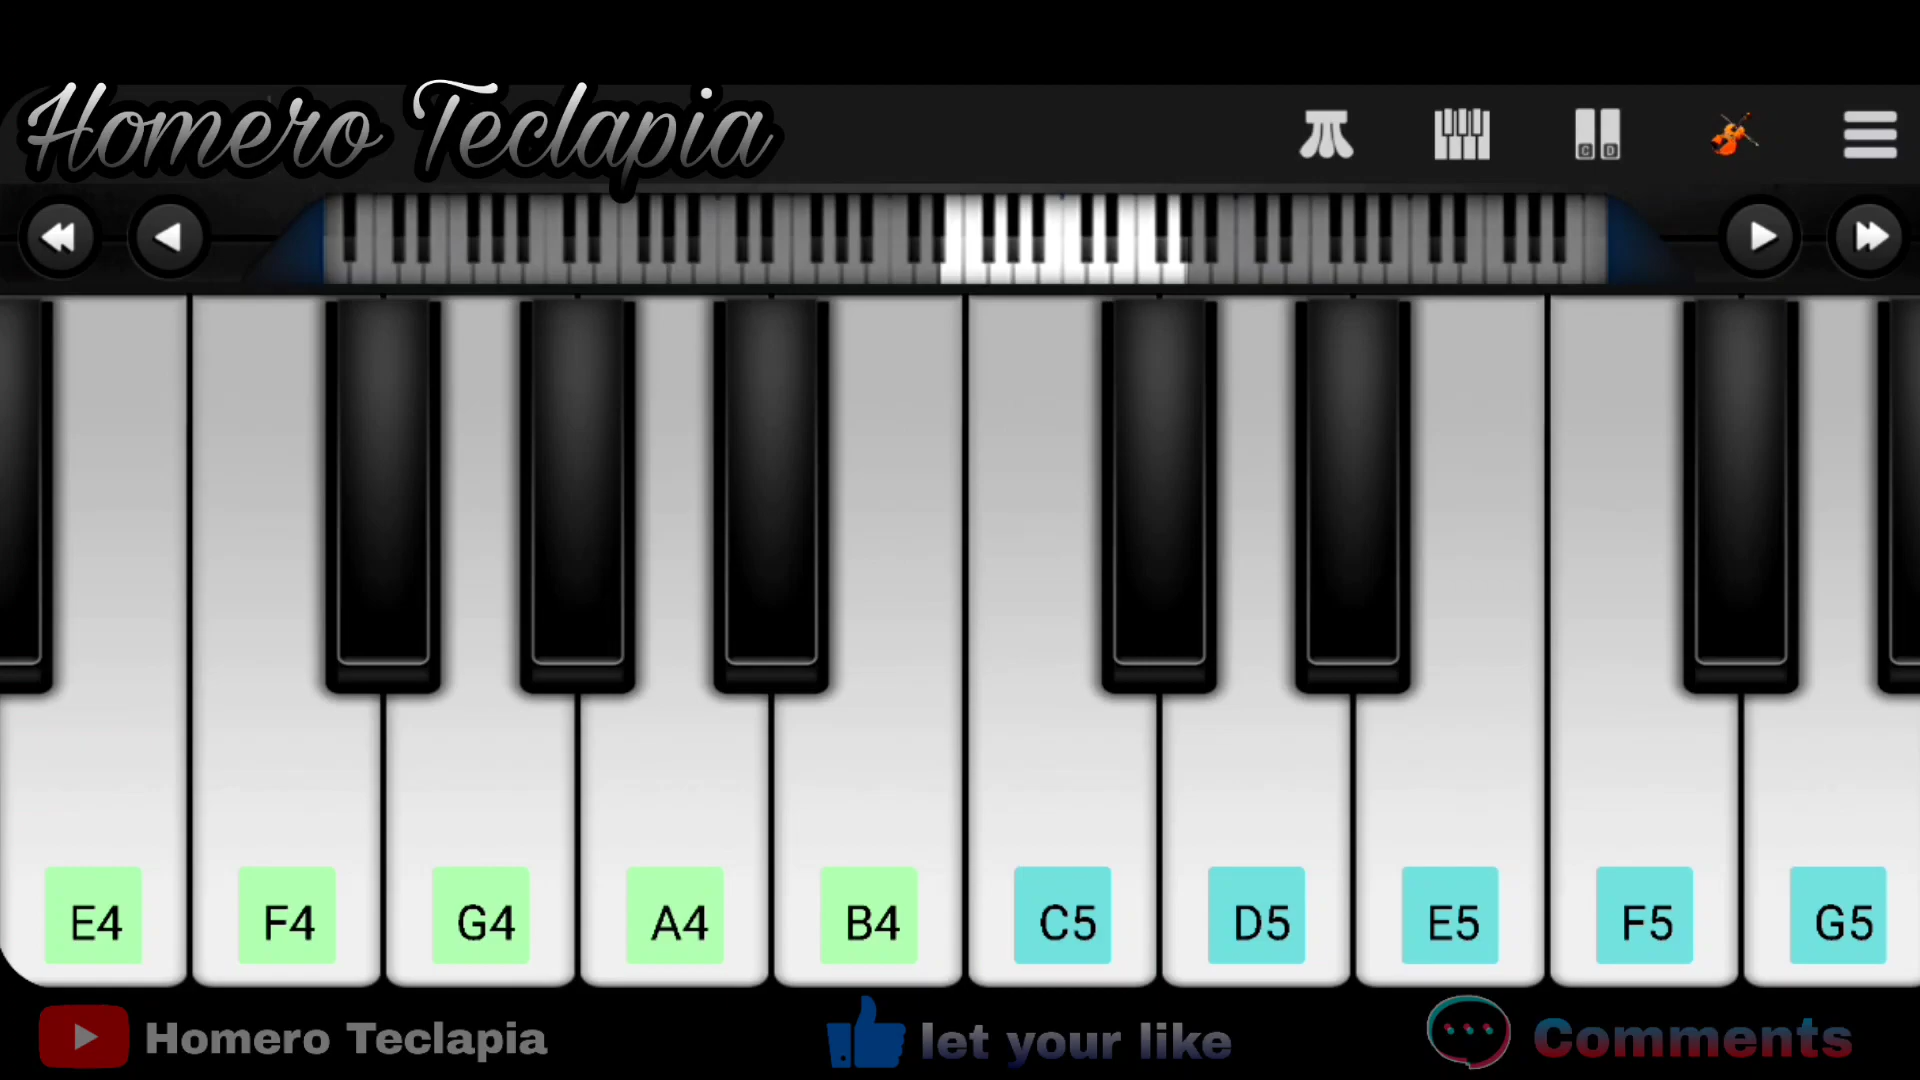 Homero Teclapia
C D
E4 F4 G4 A4 B4 C5 D5 E5 F5 G5
Homero Teclapia let your like Comments